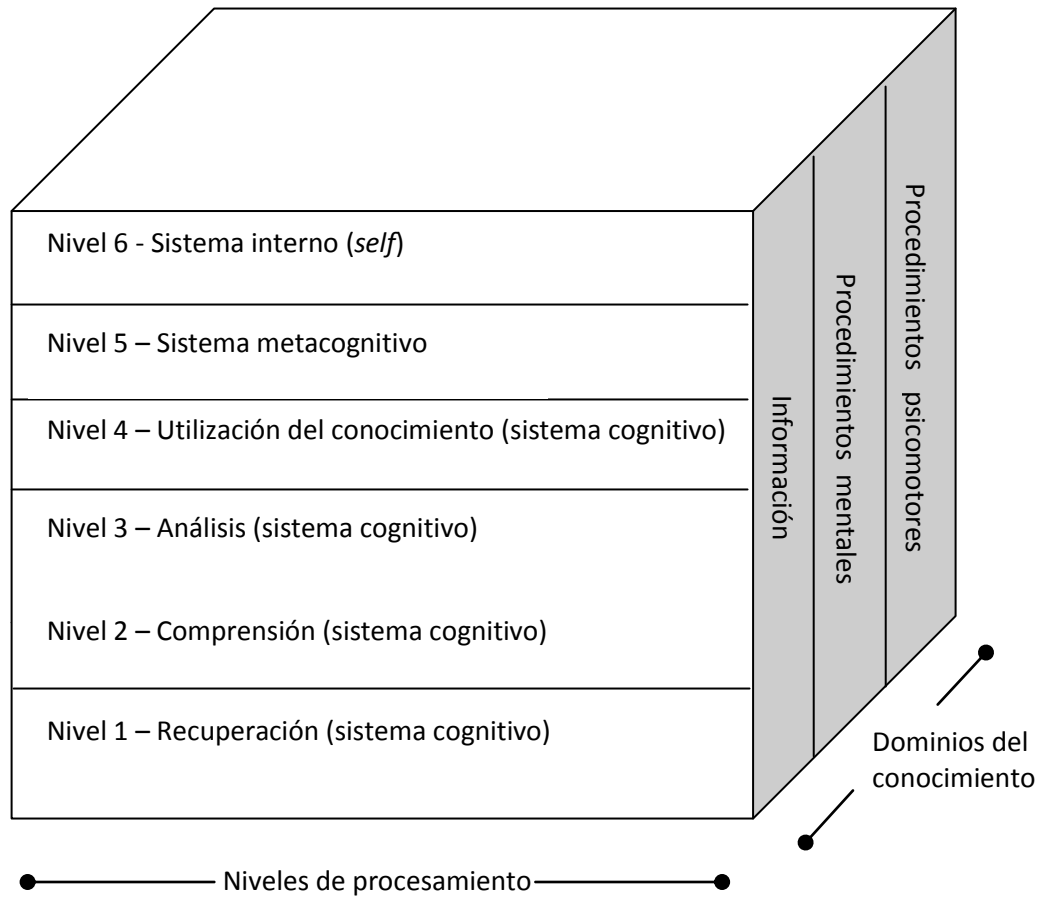 Nivel 6 - Sistema interno (self)
Nivel 5 – Sistema metacognitivo
Nivel 4 – Utilización del conocimiento (sistema cognitivo)
Nivel 3 – Análisis (sistema cognitivo)
Nivel 2 – Comprensión (sistema cognitivo)
Nivel 1 – Recuperación (sistema cognitivo)
Información
Procedimientos mentales
Procedimientos psicomotores
Dominios del
conocimiento
Niveles de procesamiento